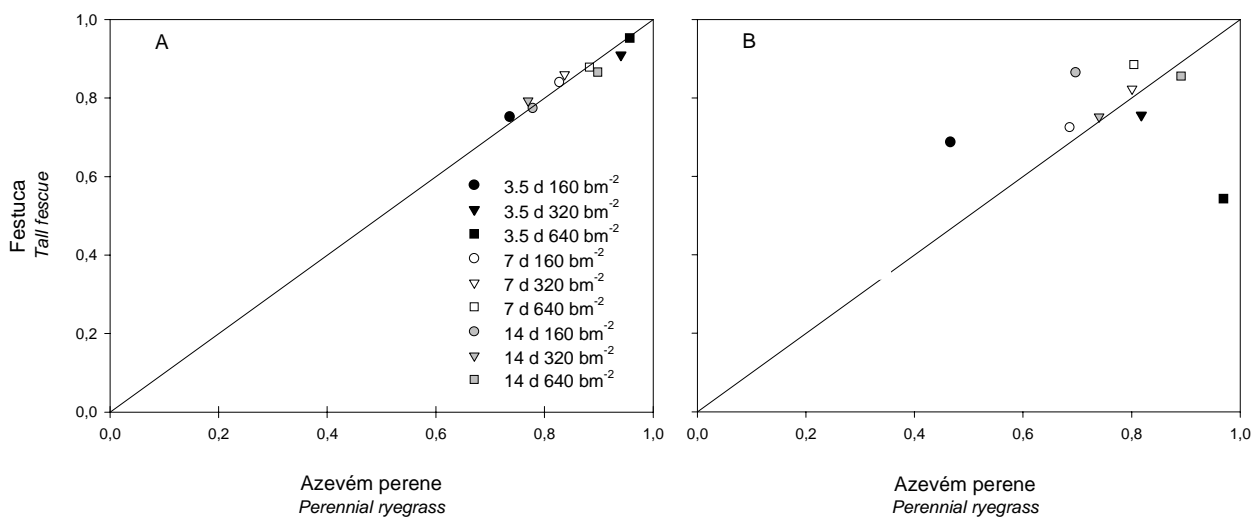 A
B
1,0
0,8
0,6
0,4
0,2
0,0
Festuca
Tall fescue
3.5 d 160 bm-2
3.5 d 320 bm-2
3.5 d 640 bm-2
7 d 160 bm-2
7 d 320 bm-2
7 d 640 bm-2
14 d 160 bm-2
14 d 320 bm-2
14 d 640 bm-2
0,0 0,2 0,4 0,6 0,8 1,0
0,0 0,2 0,4 0,6 0,8 1,0
Azevém perene
Perennial ryegrass
Azevém perene
Perennial ryegrass